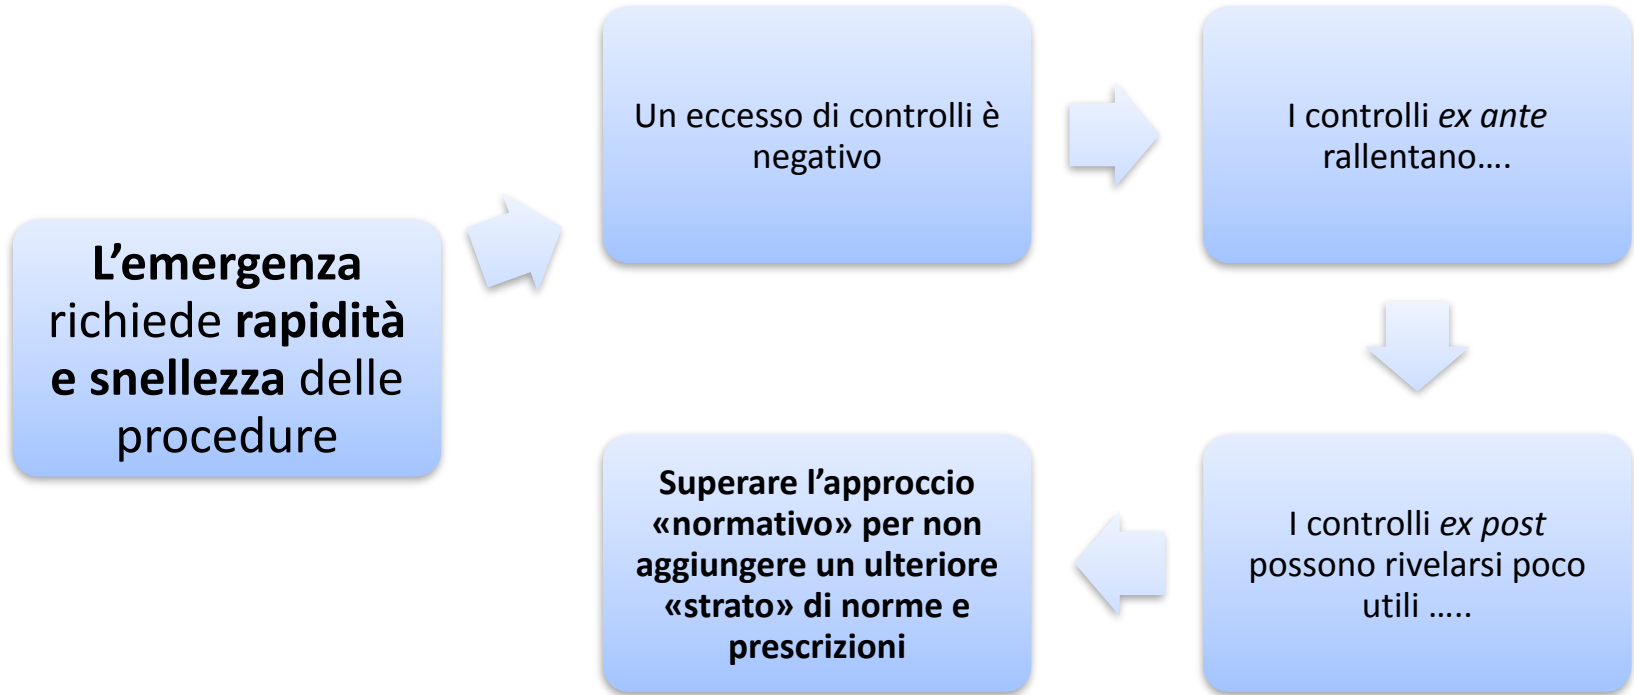 L’emergenza
richiede rapidità
e snellezza delle
procedure
Un eccesso di controlli è
negativo
I controlli ex ante
rallentano….
I controlli ex post
possono rivelarsi poco
utili …..
Superare l’approccio
«normativo» per non
aggiungere un ulteriore
«strato» di norme e
prescrizioni